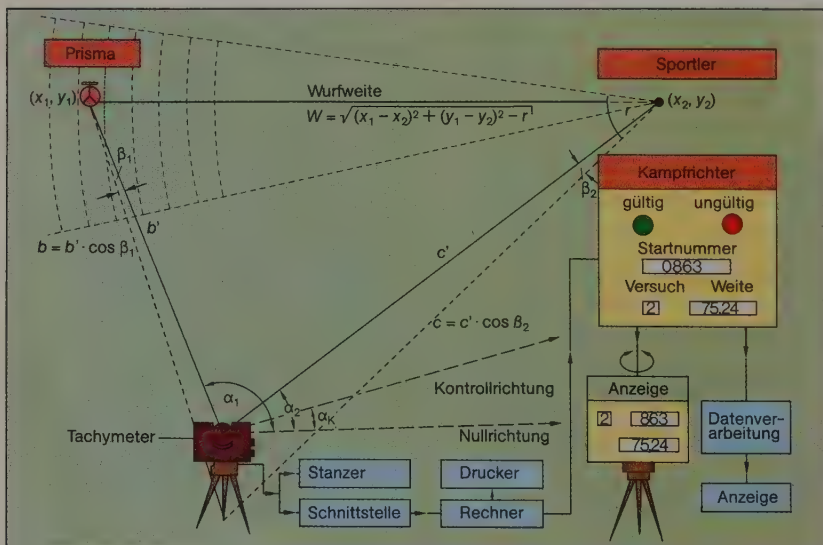 Prisma
Sportler
(x₁, y₁)
Wurfweite
W = √(x₁ – x₂)² + (y₁ – y₂)² – r
r
(x₂, y₂)
β₁
β₂
b'
b = b' · cos β₁
c'
c = c' · cos β₂
Kampfrichter
gültig ungültig
Startnummer
0863
Versuch Weite
2 75,24
Kontrollrichtung
α₁
α₂
αK
Nullrichtung
Tachymeter
Anzeige
2 863
75,24
Datenver-
arbeitung
Anzeige
Stanzer
Drucker
Schnittstelle
Rechner